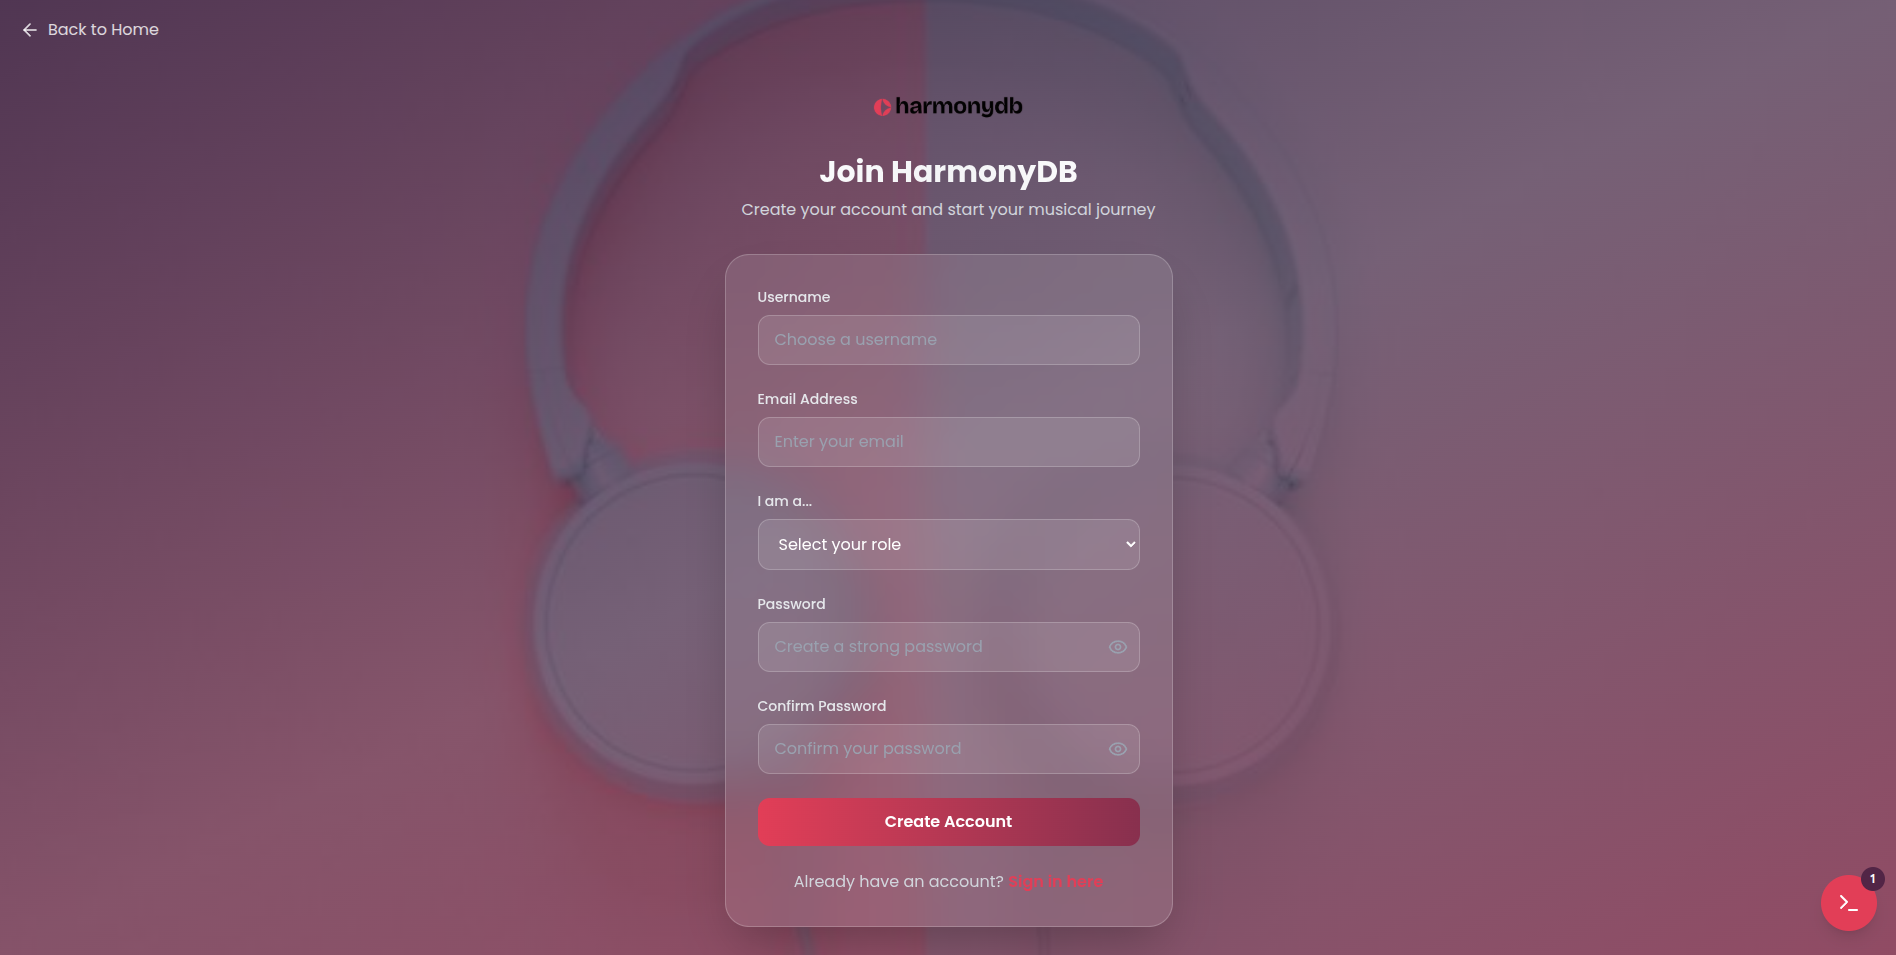 Back to Home
harmonydb
Join HarmonyDB
Create your account and start your musical journey
Username
Choose a username
Email Address
Enter your email
I am a...
Select your role
Password
Create a strong password
Confirm Password
Confirm your password
Create Account
Already have an account? Sign in here
1